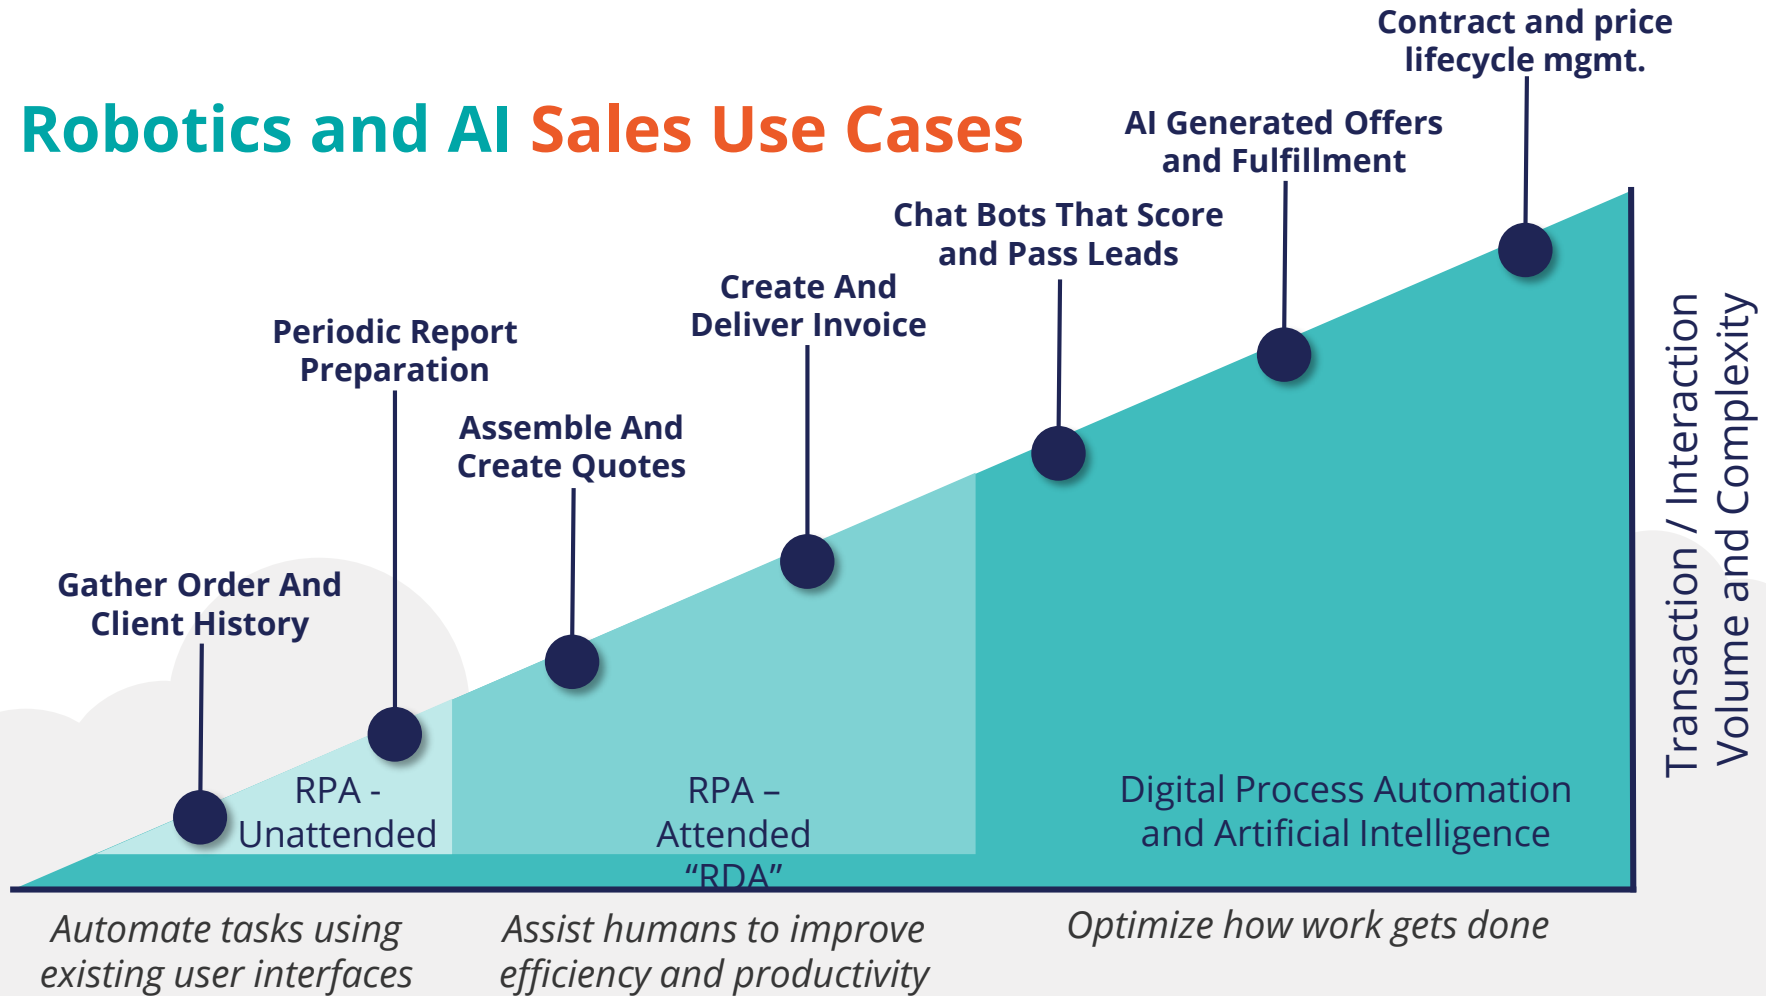 Contract and price
lifecycle mgmt.
Robotics and AI Sales Use Cases
AI Generated Offers
and Fulfillment
Chat Bots That Score
and Pass Leads
Create And
Deliver Invoice
Periodic Report
Preparation
Assemble And
Create Quotes
Gather Order And
Client History
Transaction / Interaction
Volume and Complexity
RPA -
Unattended
RPA –
Attended
“RDA”
Digital Process Automation
and Artificial Intelligence
Automate tasks using
existing user interfaces
Assist humans to improve
efficiency and productivity
Optimize how work gets done